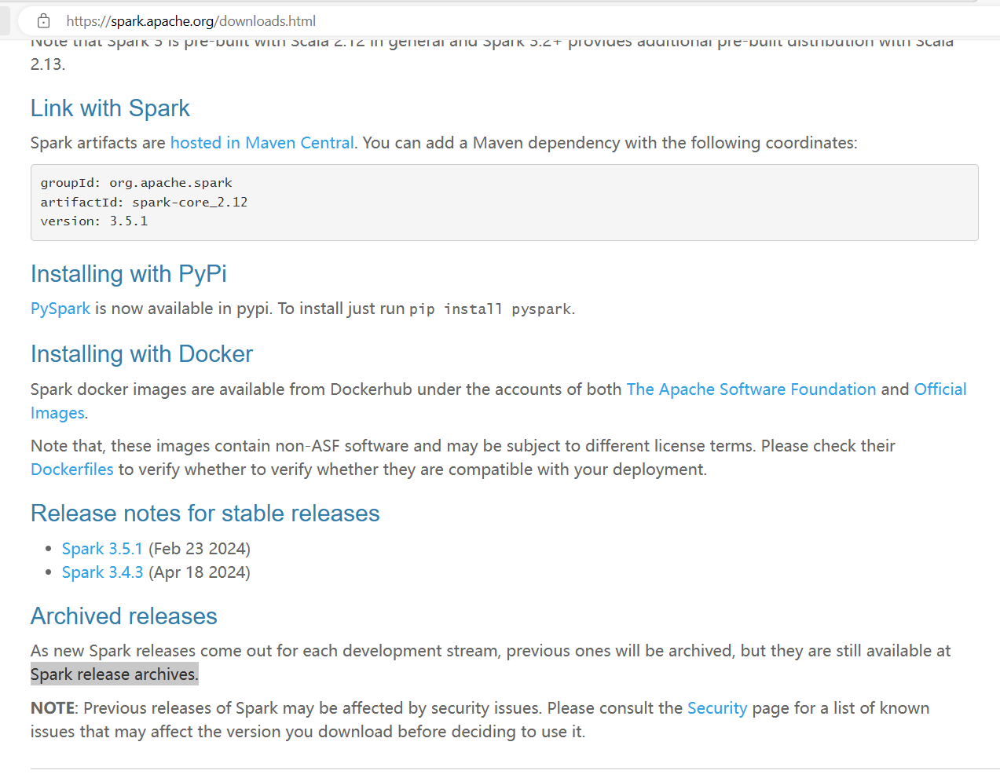 https://spark.apache.org/downloads.html
Note that Spark 3 is pre-built with Scala 2.12 in general and Spark 3.2+ provides additional pre-built distribution with Scala
2.13.
Link with Spark
Spark artifacts are hosted in Maven Central. You can add a Maven dependency with the following coordinates:
groupId: org.apache.spark
artifactId: spark-core_2.12
version: 3.5.1
Installing with PyPi
PySpark is now available in pypi. To install just run pip install pyspark.
Installing with Docker
Spark docker images are available from Dockerhub under the accounts of both The Apache Software Foundation and Official
Images.
Note that, these images contain non-ASF software and may be subject to different license terms. Please check their
Dockerfiles to verify whether to verify whether they are compatible with your deployment.
Release notes for stable releases
• Spark 3.5.1 (Feb 23 2024)
• Spark 3.4.3 (Apr 18 2024)
Archived releases
As new Spark releases come out for each development stream, previous ones will be archived, but they are still available at
Spark release archives.
NOTE: Previous releases of Spark may be affected by security issues. Please consult the Security page for a list of known
issues that may affect the version you download before deciding to use it.